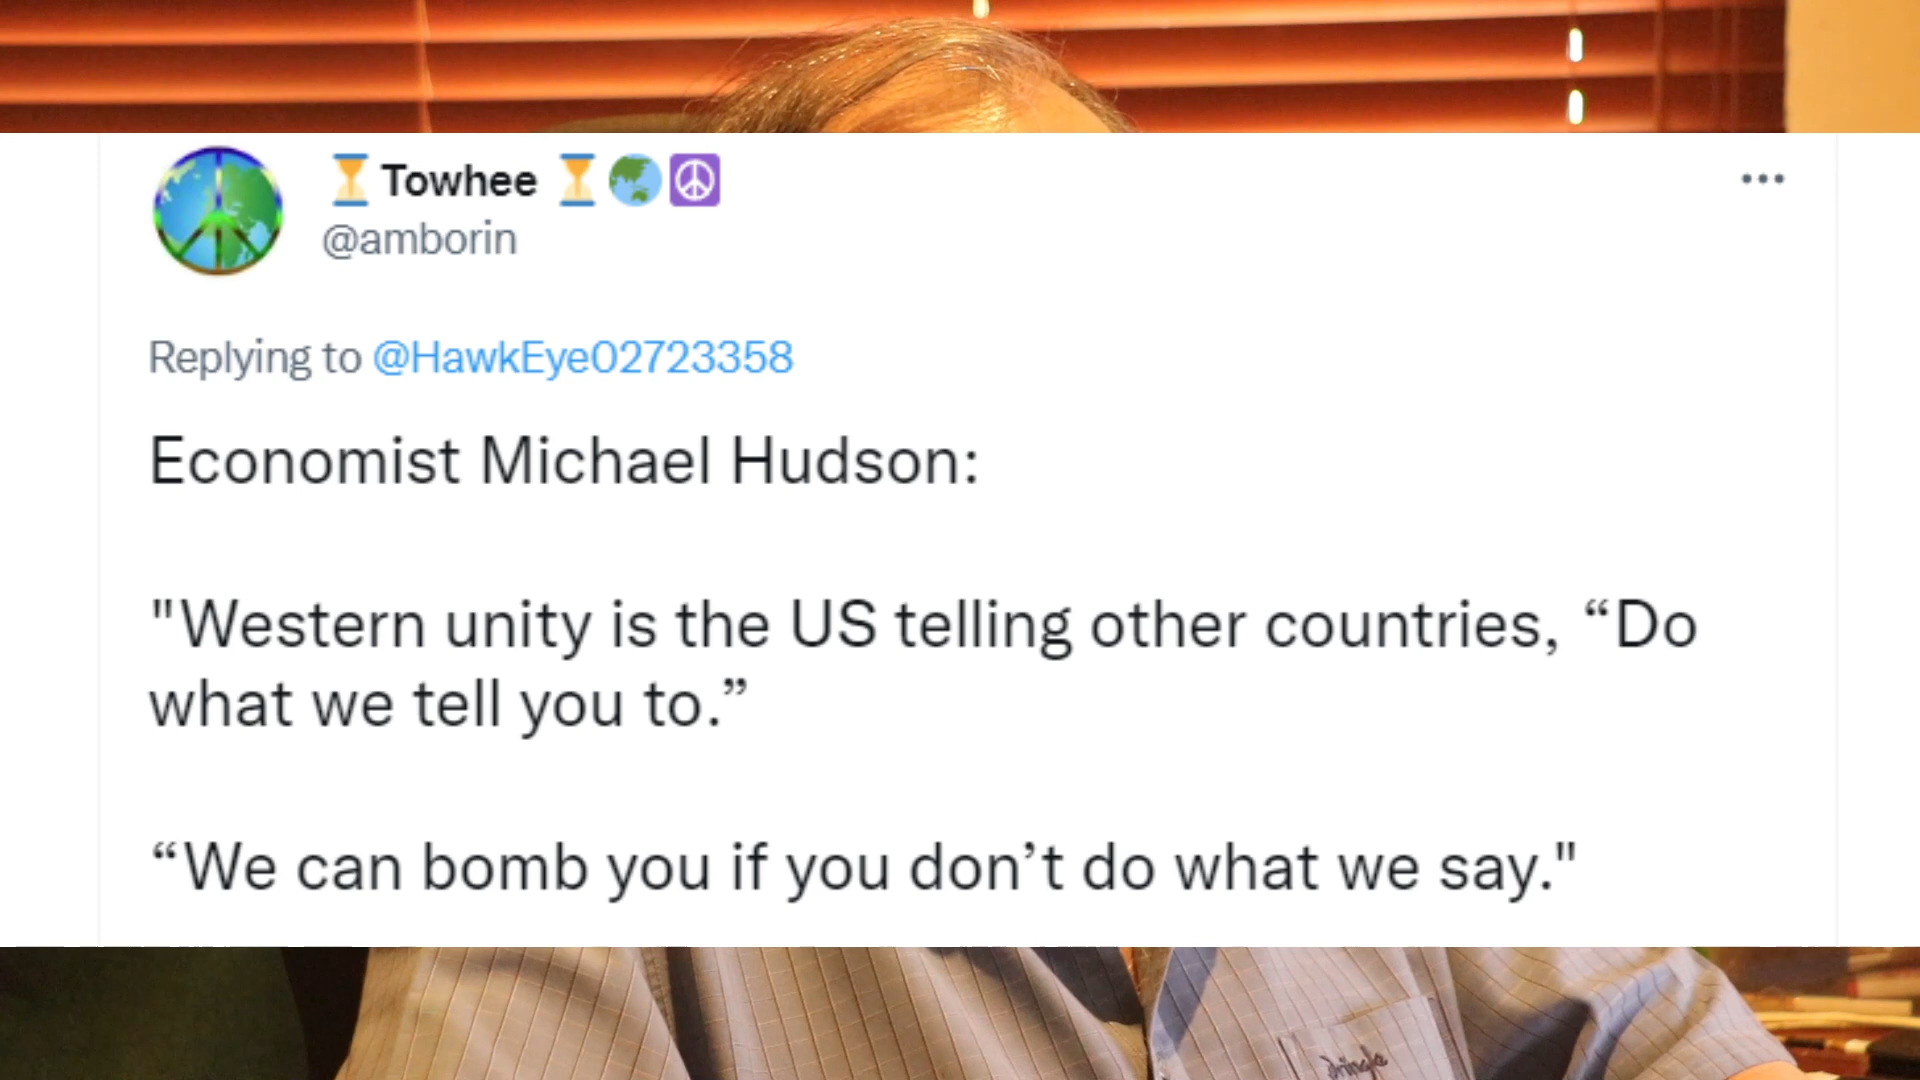 Towhee
@amborin
Replying to @HawkEye02723358
Economist Michael Hudson:
"Western unity is the US telling other countries, “Do
what we tell you to.”
“We can bomb you if you don’t do what we say."